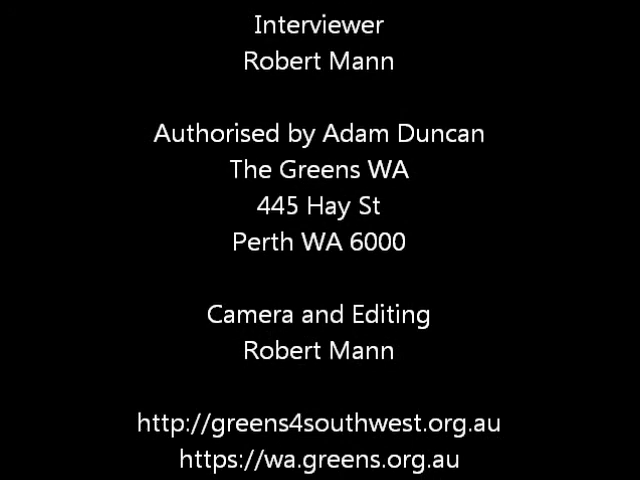 Interviewer
Robert Mann
Authorised by Adam Duncan
The Greens WA
445 Hay St
Perth WA 6000
Camera and Editing
Robert Mann
http://greens4southwest.org.au
https://wa.greens.org.au